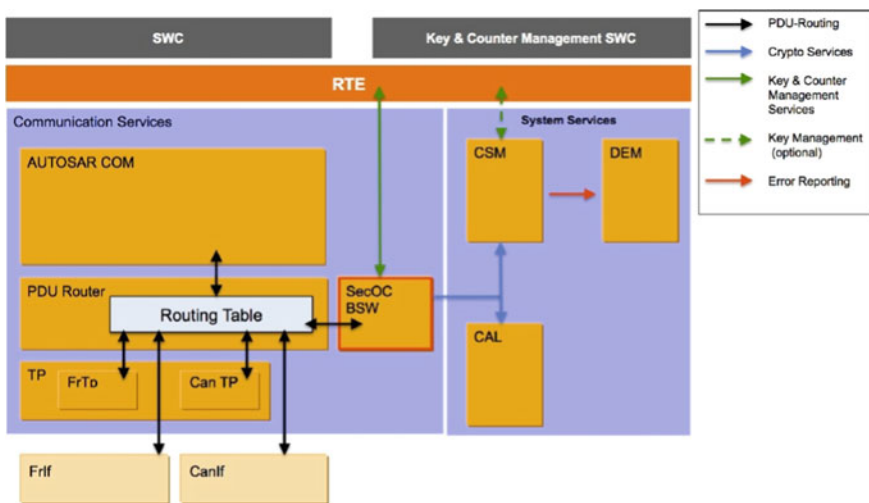 SWC
Key & Counter Management SWC
RTE
Communication Services
System Services
AUTOSAR COM
CSM
DEM
PDU Router
Routing Table
SecOC
BSW
CAL
TP
FrTp
Can TP
FrIf
CanIf
PDU-Routing
Crypto Services
Key & Counter
Management
Services
Key Management
(optional)
Error Reporting